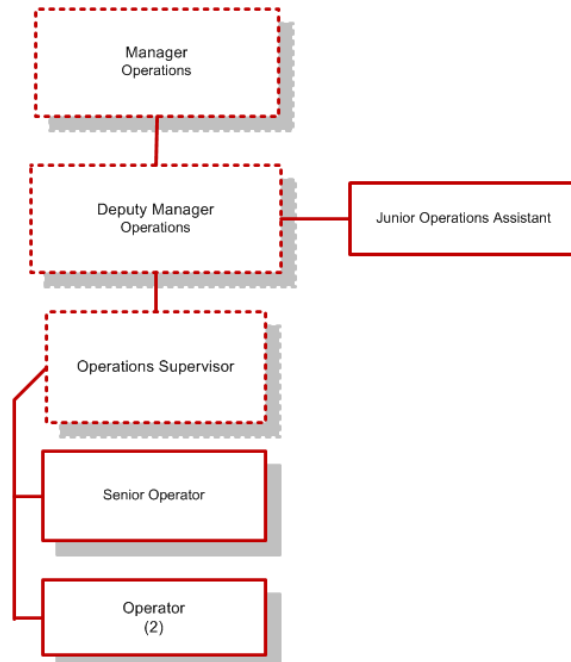 Manager
Operations
Deputy Manager
Operations
Junior Operations Assistant
Operations Supervisor
Senior Operator
Operator
(2)